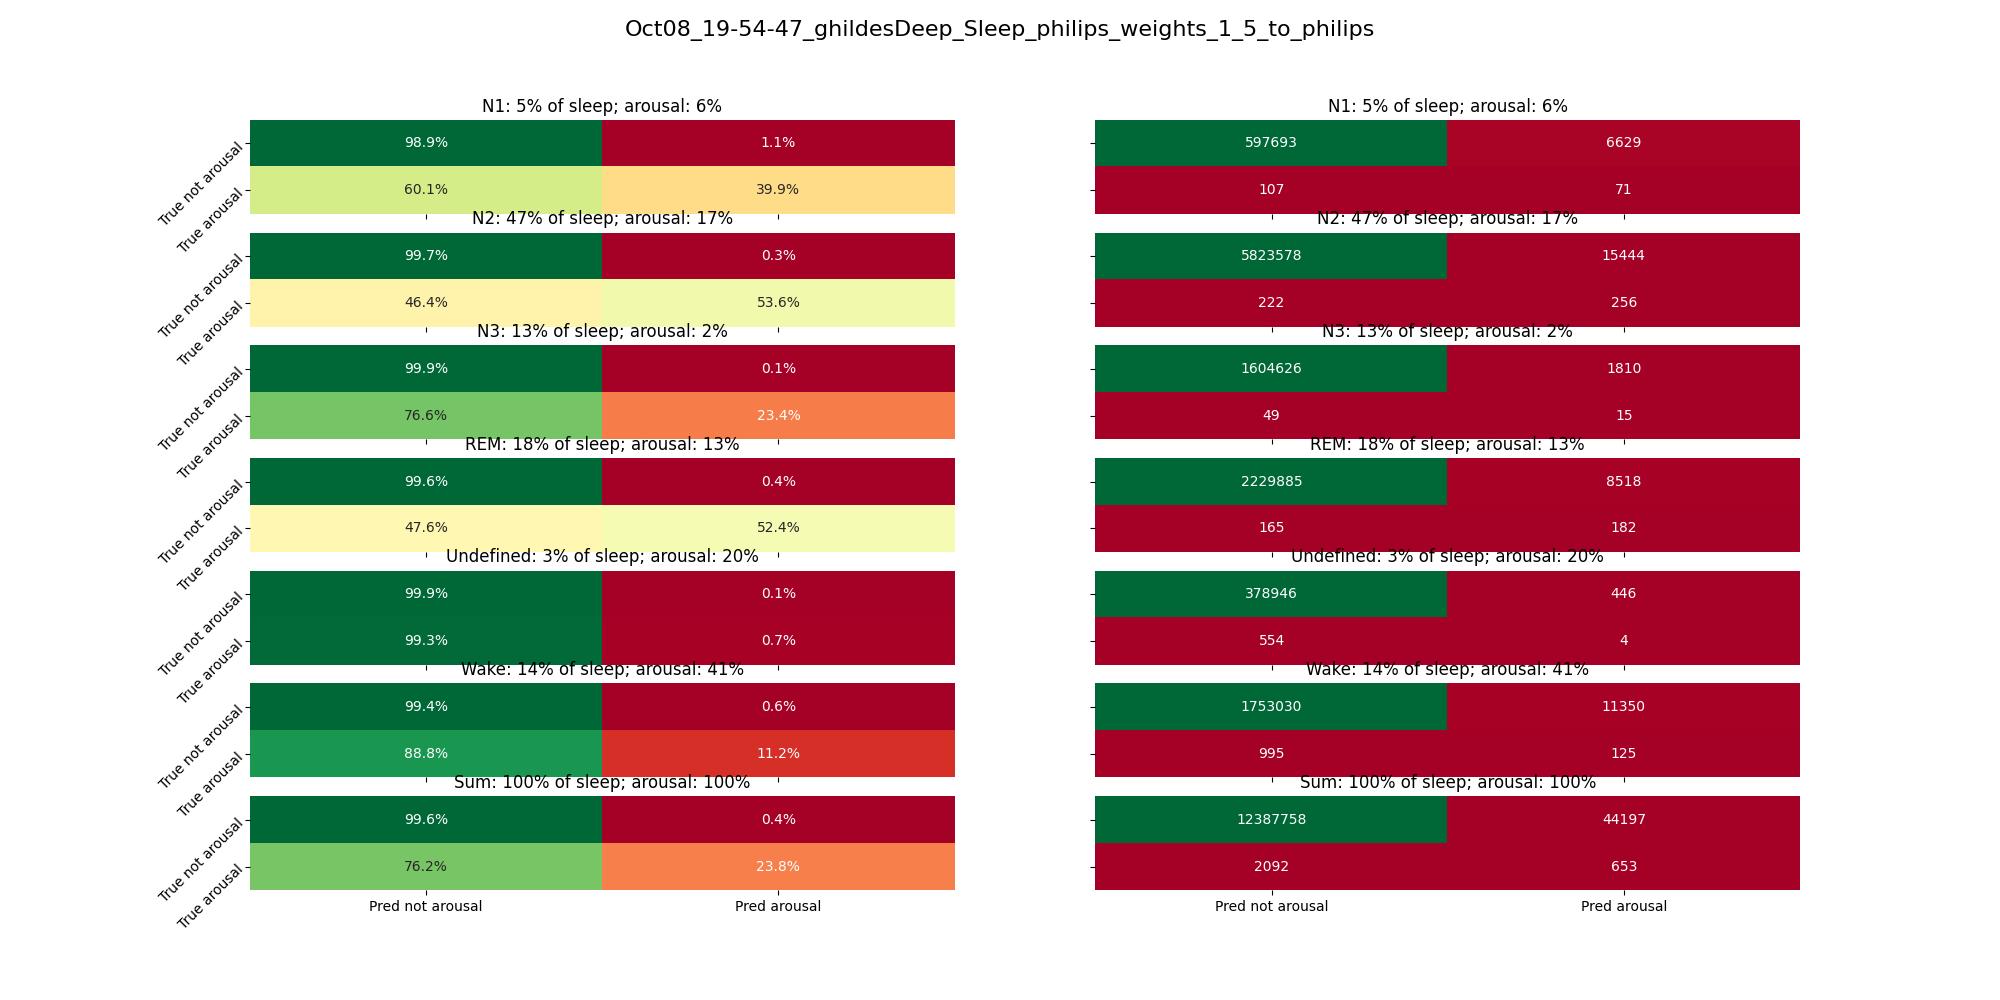 Oct08_19-54-47_ghildesDeep_Sleep_philips_weights_1_5_to_philips
N1: 5% of sleep; arousal: 6%
N1: 5% of sleep; arousal: 6%
True not arousal 98.9% 1.1% 597693 6629
True arousal 60.1% 39.9% 107 71
N2: 47% of sleep; arousal: 17%
N2: 47% of sleep; arousal: 17%
True not arousal 99.7% 0.3% 5823578 15444
True arousal 46.4% 53.6% 222 256
N3: 13% of sleep; arousal: 2%
N3: 13% of sleep; arousal: 2%
True not arousal 99.9% 0.1% 1604626 1810
True arousal 76.6% 23.4% 49 15
REM: 18% of sleep; arousal: 13%
REM: 18% of sleep; arousal: 13%
True not arousal 99.6% 0.4% 2229885 8518
True arousal 47.6% 52.4% 165 182
Undefined: 3% of sleep; arousal: 20%
Undefined: 3% of sleep; arousal: 20%
True not arousal 99.9% 0.1% 378946 446
True arousal 99.3% 0.7% 554 4
Wake: 14% of sleep; arousal: 41%
Wake: 14% of sleep; arousal: 41%
True not arousal 99.4% 0.6% 1753030 11350
True arousal 88.8% 11.2% 995 125
Sum: 100% of sleep; arousal: 100%
Sum: 100% of sleep; arousal: 100%
True not arousal 99.6% 0.4% 12387758 44197
True arousal 76.2% 23.8% 2092 653
Pred not arousal Pred arousal Pred not arousal Pred arousal